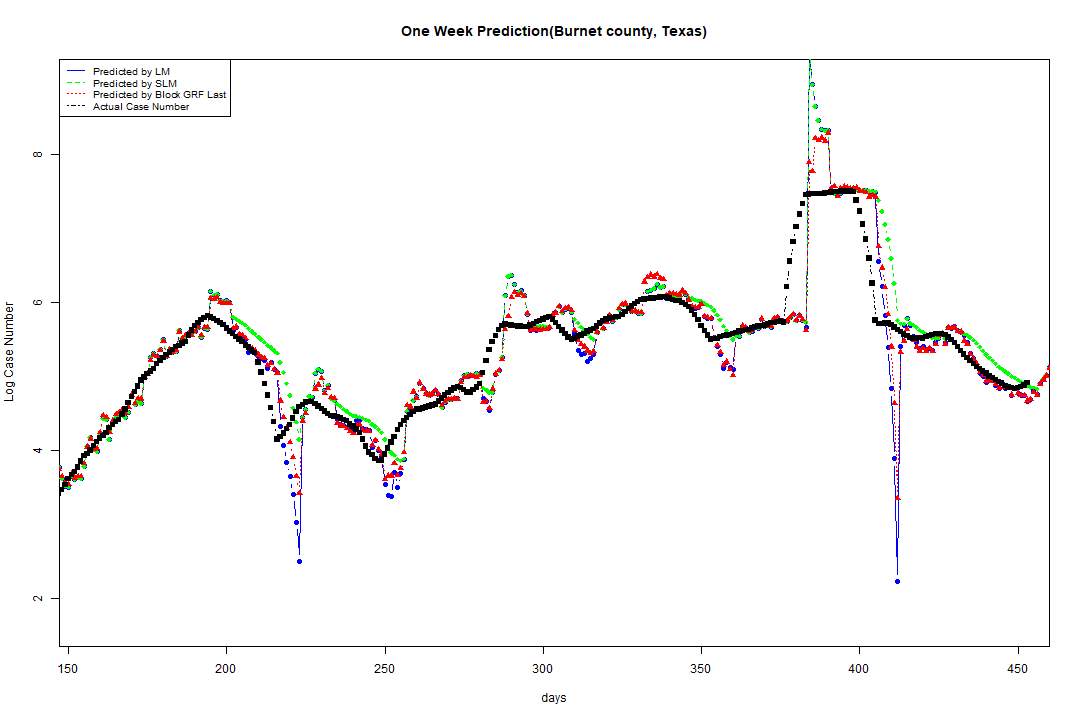 One Week Prediction(Burnet county, Texas)
Predicted by LM
Predicted by SLM
Predicted by Block GRF Last
Actual Case Number
Log Case Number
8
6
4
2
150 200 250 300 350 400 450
days